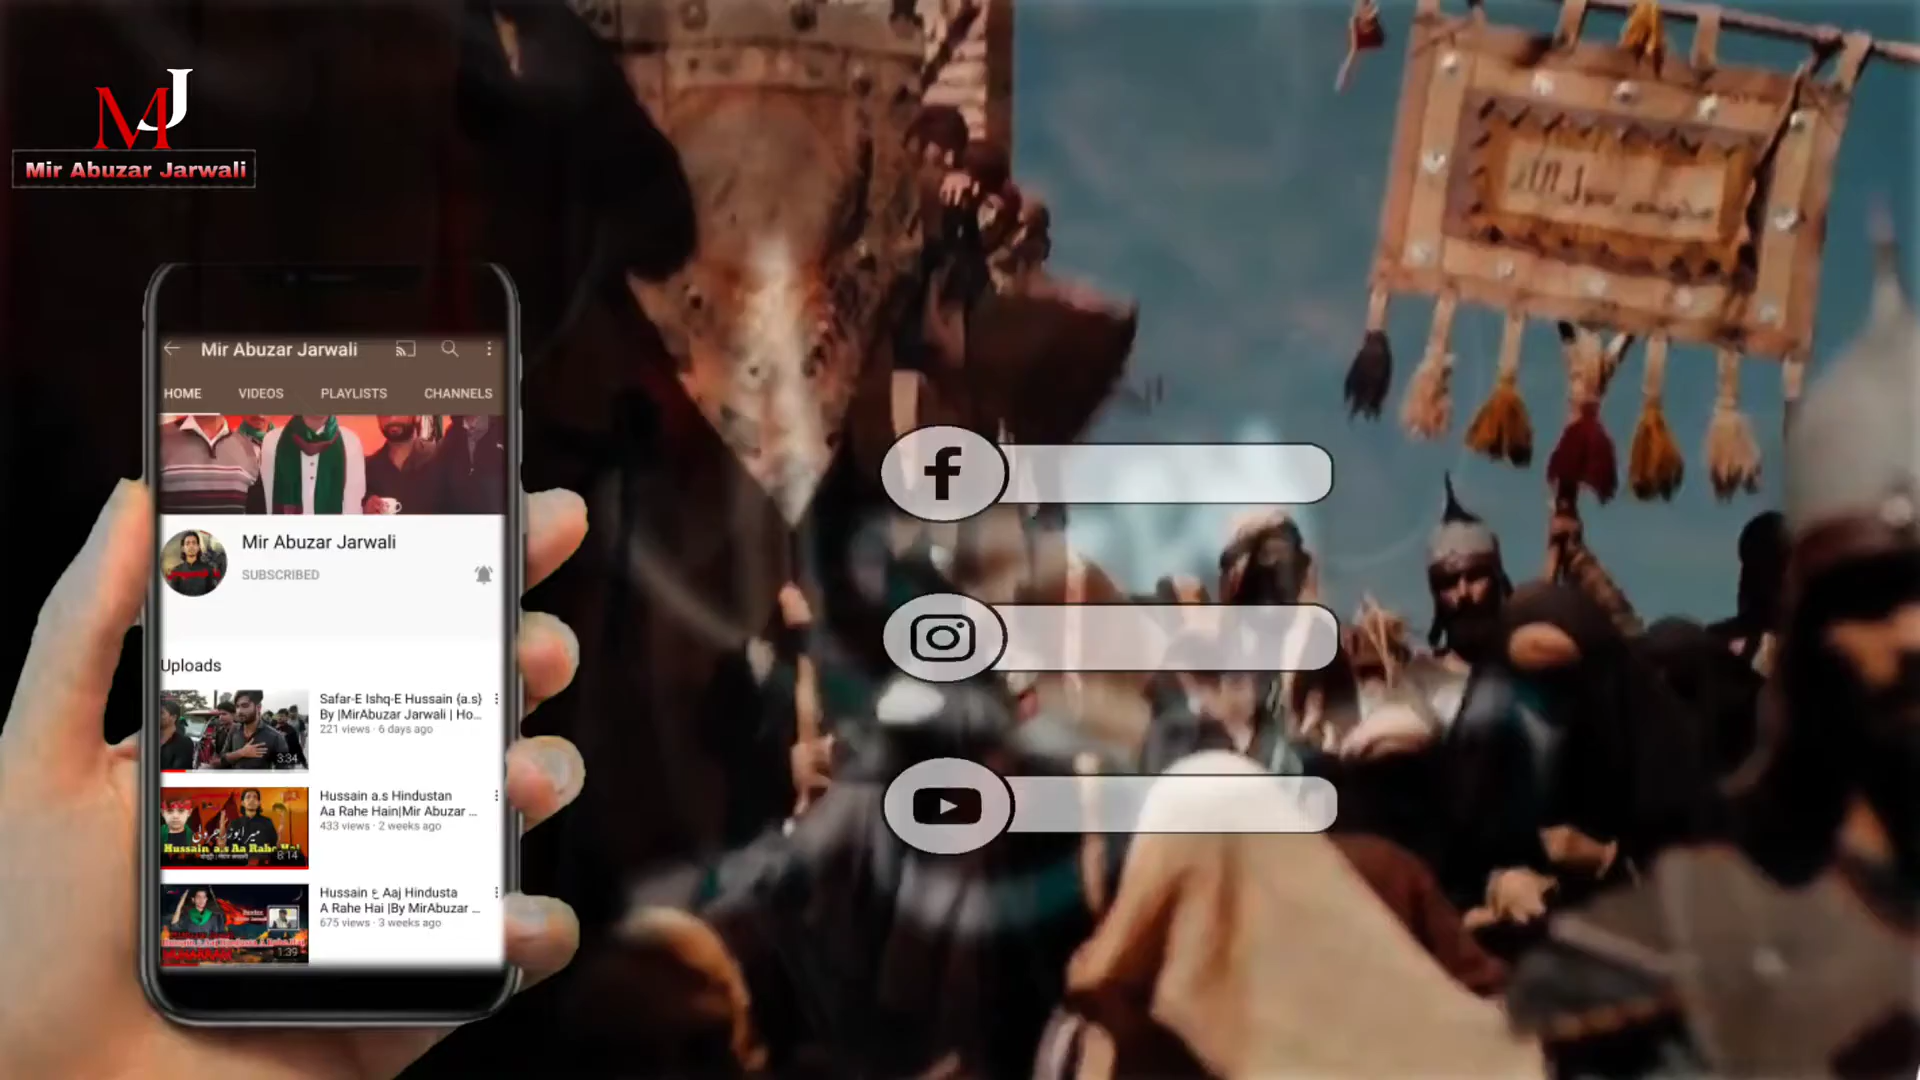 MJ
Mir Abuzar Jarwali
Mir Abuzar Jarwali
HOME VIDEOS PLAYLISTS CHANNELS
Mir Abuzar Jarwali
SUBSCRIBED
Uploads
Safar-E Ishq-E Hussain {a.s}
By |MirAbuzar Jarwali | Ho...
221 views · 6 days ago
3:34
Hussain a.s Hindustan
Aa Rahe Hain|Mir Abuzar ...
433 views · 2 weeks ago
Hussain a.s Aa Rahe
8:14
Hussain ع Aaj Hindusta
A Rahe Hai |By MirAbuzar ...
675 views · 3 weeks ago
1:39